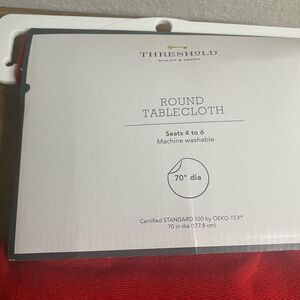 THRESHOLD
QUALITY & DESIGN
ROUND
TABLECLOTH
Seats 4 to 6
Machine washable
70" dia
Certified STANDARD 100 by OEKO-TEX®
70 in dia (177.8 cm)